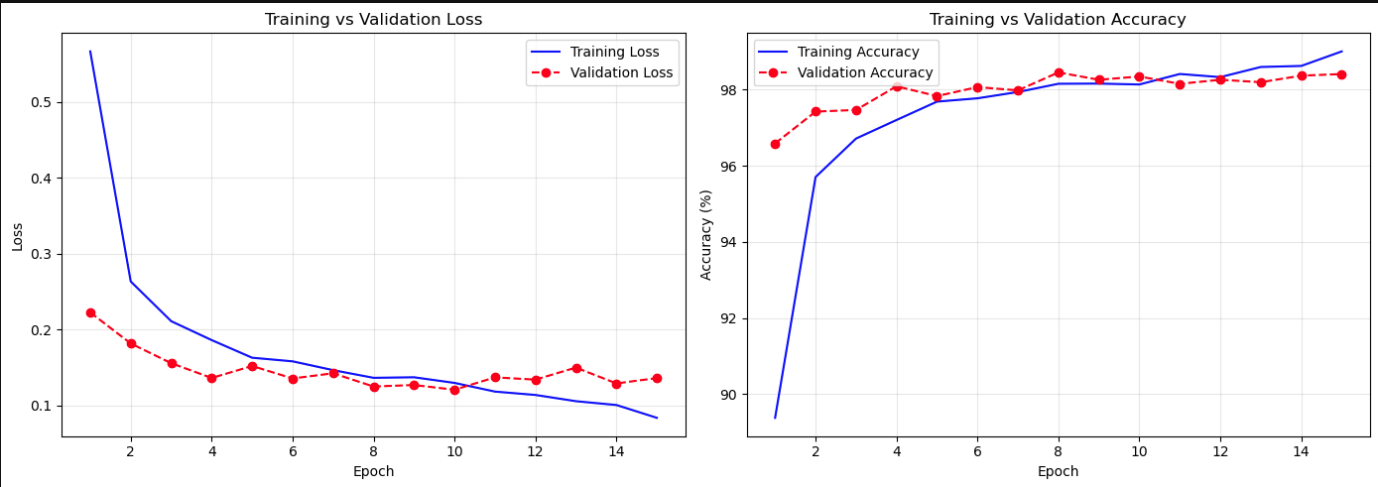 Training vs Validation Loss
Training Loss
Validation Loss
0.5
0.4
0.3
0.2
0.1
Loss
2 4 6 8 10 12 14
Epoch
Training vs Validation Accuracy
Training Accuracy
Validation Accuracy
98
96
94
92
90
Accuracy (%)
2 4 6 8 10 12 14
Epoch